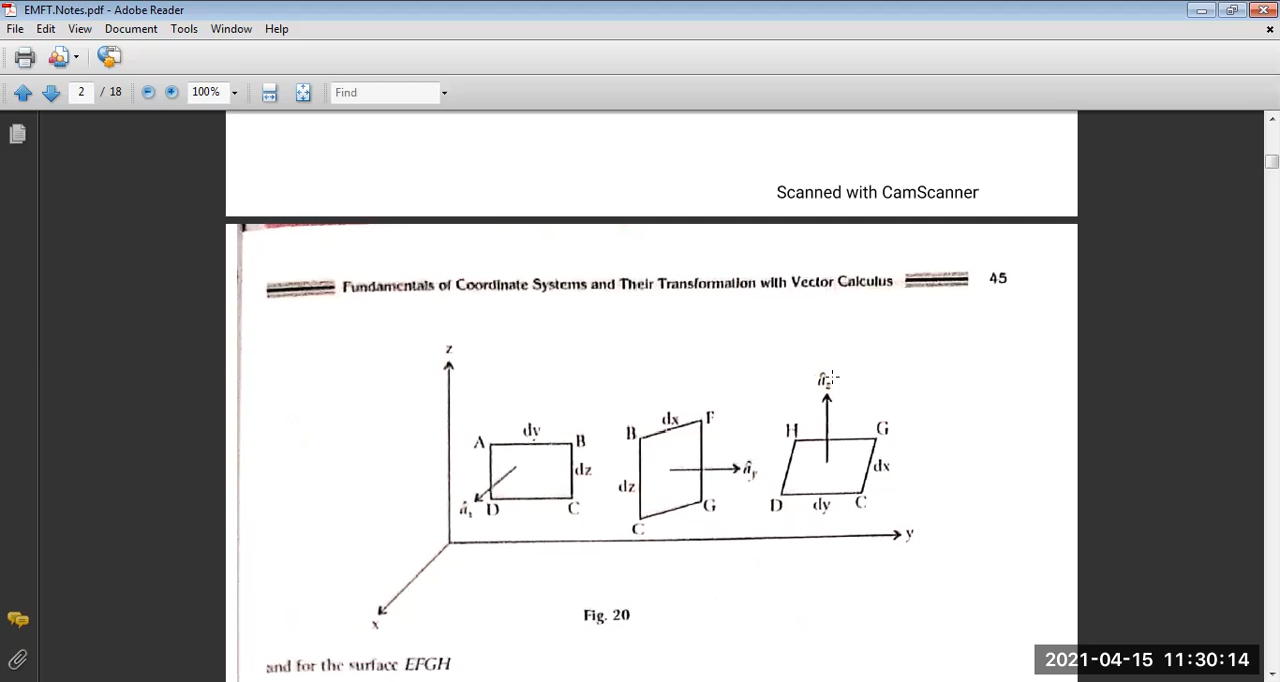 EMFT.Notes.pdf - Adobe Reader
File Edit View Document Tools Window Help
2 / 18 100% Find
Scanned with CamScanner
Fundamentals of Coordinate Systems and Their Transformation with Vector Calculus 45
z
â_z
A dy B dz D C
B dx F dz G C
H G dx D dy C
â_y
y
x
Fig. 20
and for the surface EFGH
2021-04-15 11:30:14